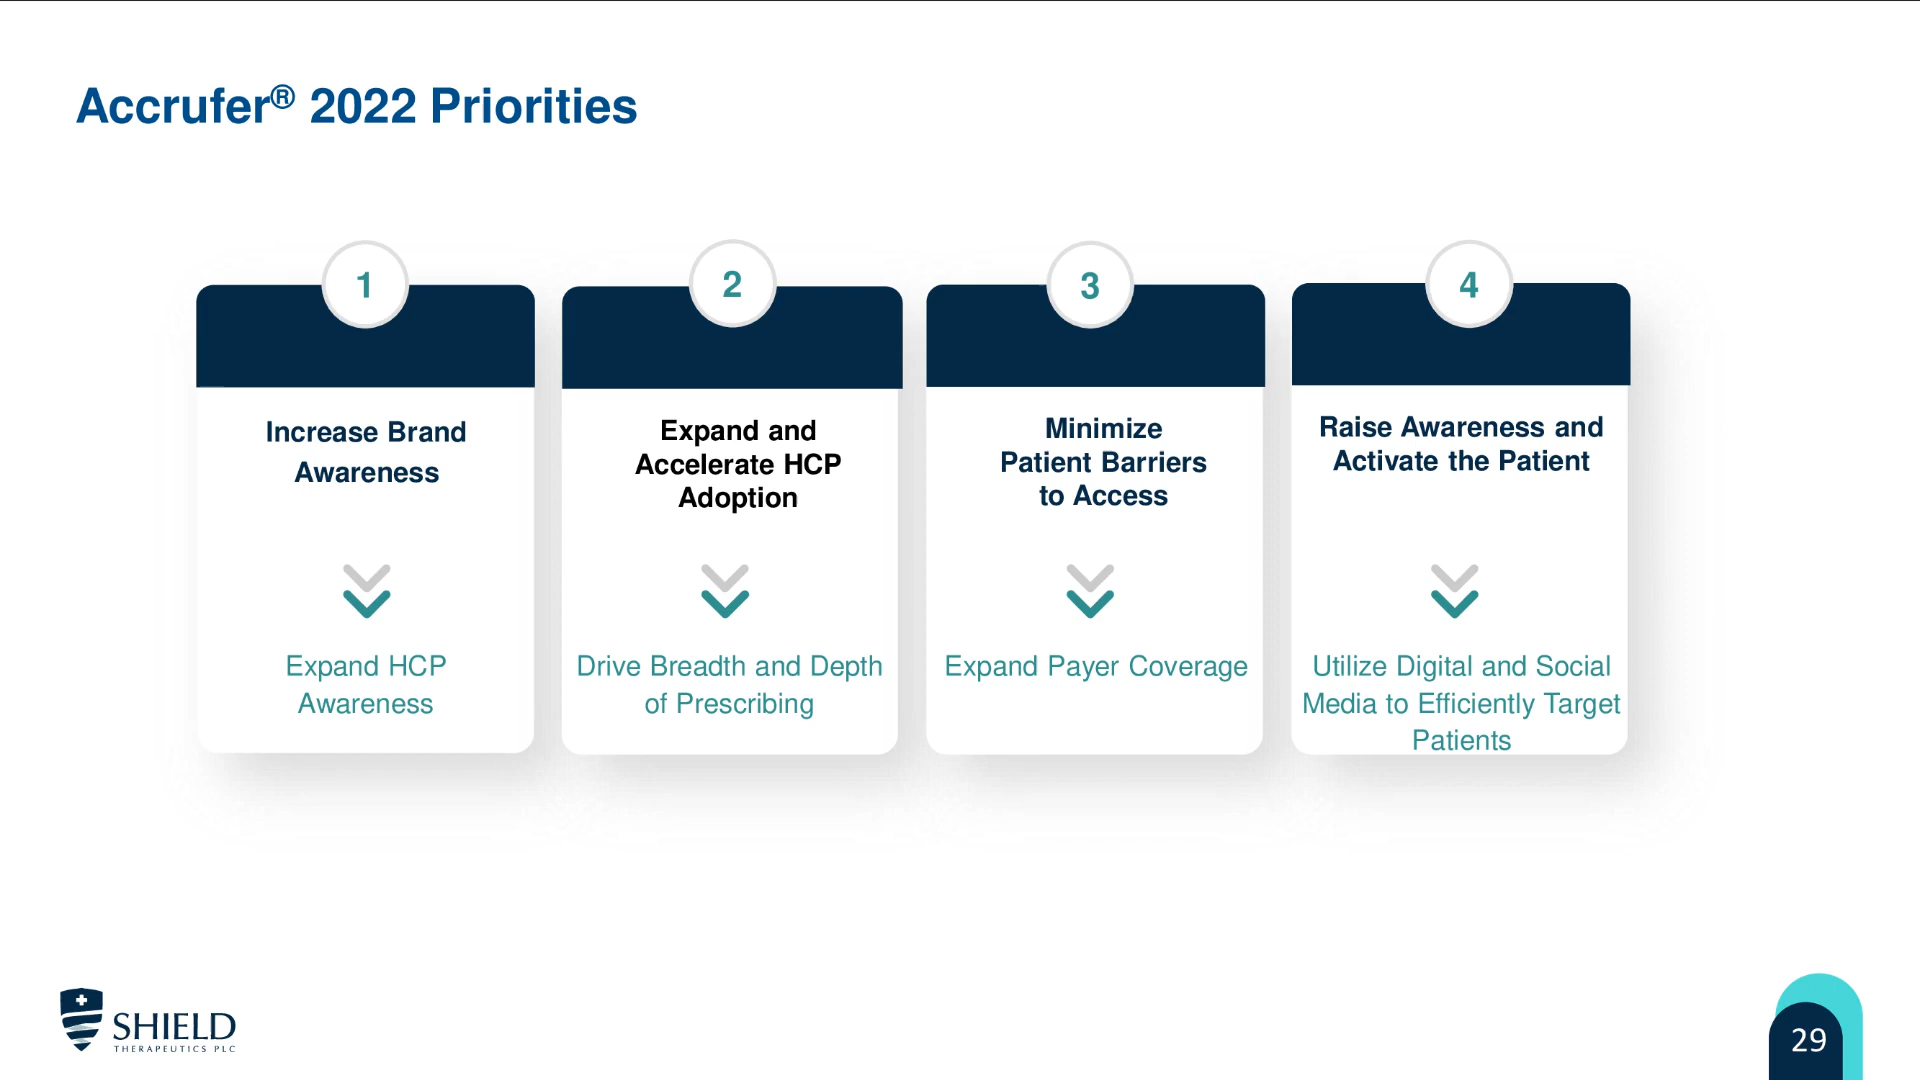 Accrufer® 2022 Priorities
1
Increase Brand
Awareness
Expand HCP
Awareness
2
Expand and
Accelerate HCP
Adoption
Drive Breadth and Depth
of Prescribing
3
Minimize
Patient Barriers
to Access
Expand Payer Coverage
4
Raise Awareness and
Activate the Patient
Utilize Digital and Social
Media to Efficiently Target
Patients
SHIELD
THERAPEUTICS PLC
29